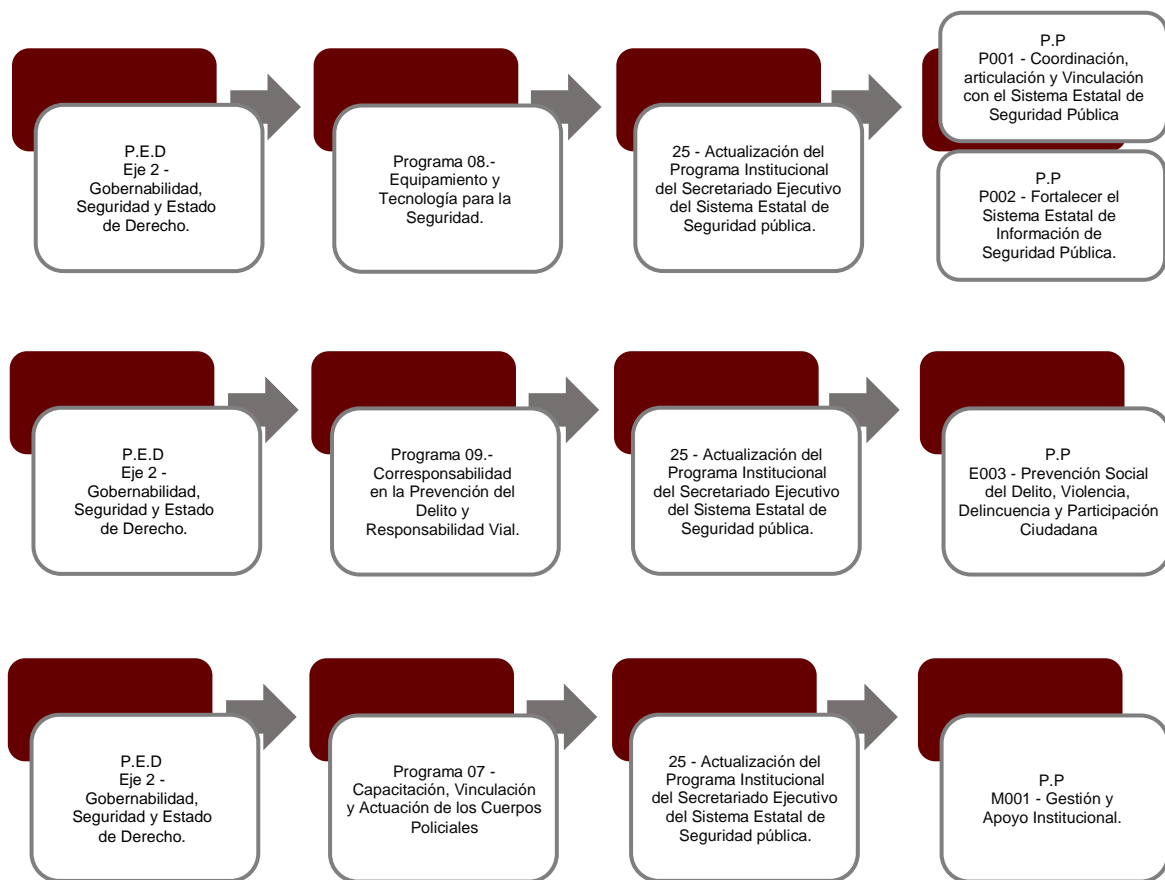 P.E.D
Eje 2 -
Gobernabilidad,
Seguridad y Estado
de Derecho.
Programa 08.-
Equipamiento y
Tecnología para la
Seguridad.
25 - Actualización del
Programa Institucional
del Secretariado Ejecutivo
del Sistema Estatal de
Seguridad pública.
P.P
P001 - Coordinación,
articulación y Vinculación
con el Sistema Estatal de
Seguridad Pública
P.P
P002 - Fortalecer el
Sistema Estatal de
Información de
Seguridad Pública.
P.E.D
Eje 2 -
Gobernabilidad,
Seguridad y Estado
de Derecho.
Programa 09.-
Corresponsabilidad
en la Prevención del
Delito y
Responsabilidad Vial.
25 - Actualización del
Programa Institucional
del Secretariado Ejecutivo
del Sistema Estatal de
Seguridad pública.
P.P
E003 - Prevención Social
del Delito, Violencia,
Delincuencia y Participación
Ciudadana
P.E.D
Eje 2 -
Gobernabilidad,
Seguridad y Estado
de Derecho.
Programa 07 -
Capacitación, Vinculación
y Actuación de los Cuerpos
Policiales
25 - Actualización del
Programa Institucional
del Secretariado Ejecutivo
del Sistema Estatal de
Seguridad pública.
P.P
M001 - Gestión y
Apoyo Institucional.